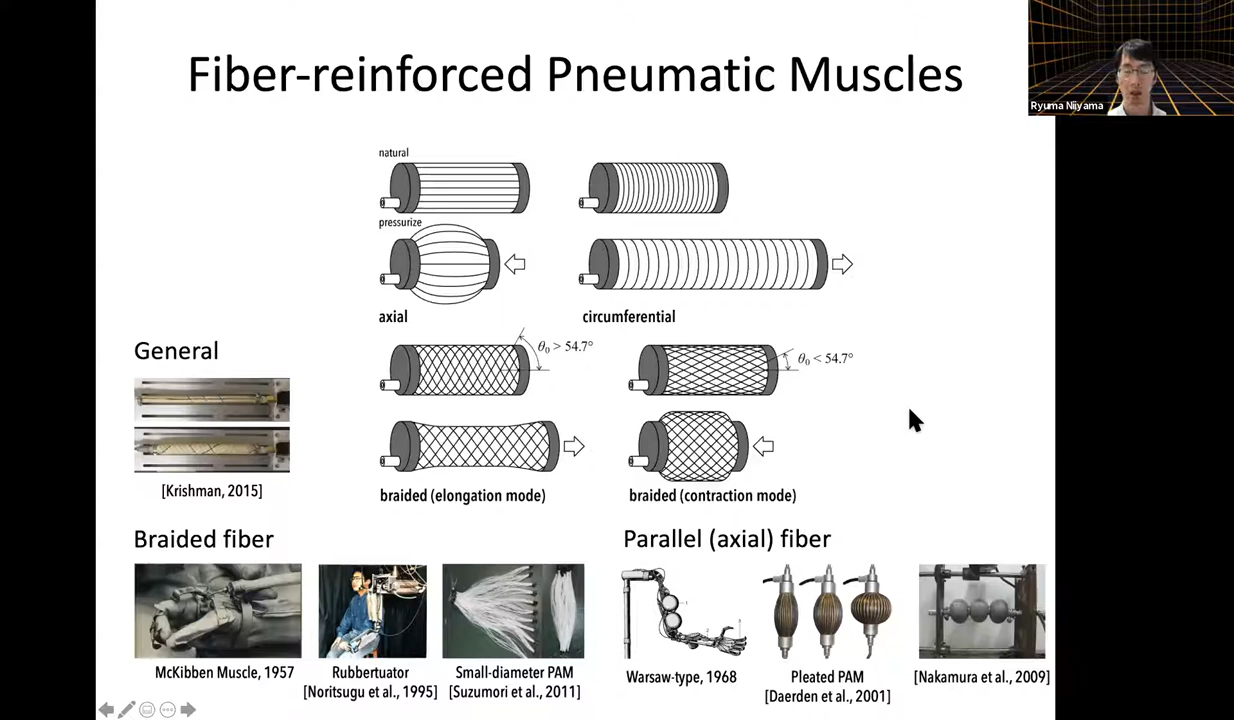 Fiber-reinforced Pneumatic Muscles
Ryuma Niiyama
natural
pressurize
axial
circumferential
θ₀ > 54.7°
θ₀ < 54.7°
General
[Krishman, 2015]
braided (elongation mode)
braided (contraction mode)
Braided fiber
Parallel (axial) fiber
McKibben Muscle, 1957
Rubbertuator
[Noritsugu et al., 1995]
Small-diameter PAM
[Suzumori et al., 2011]
Warsaw-type, 1968
Pleated PAM
[Daerden et al., 2001]
[Nakamura et al., 2009]